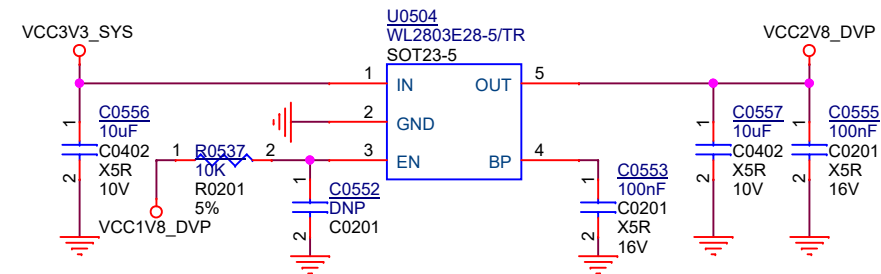 U0504
WL2803E28-5/TR
SOT23-5
VCC3V3_SYS
VCC2V8_DVP
1
IN
OUT
5
2
GND
3
EN
BP
4
1
C0556
10uF
C0402
X5R
10V
2
1
R0537
2
10K
R0201
5%
VCC1V8_DVP
1
C0552
DNP
C0201
2
1
C0553
100nF
C0201
X5R
16V
2
1
C0557
10uF
C0402
X5R
10V
2
1
C0555
100nF
C0201
X5R
16V
2